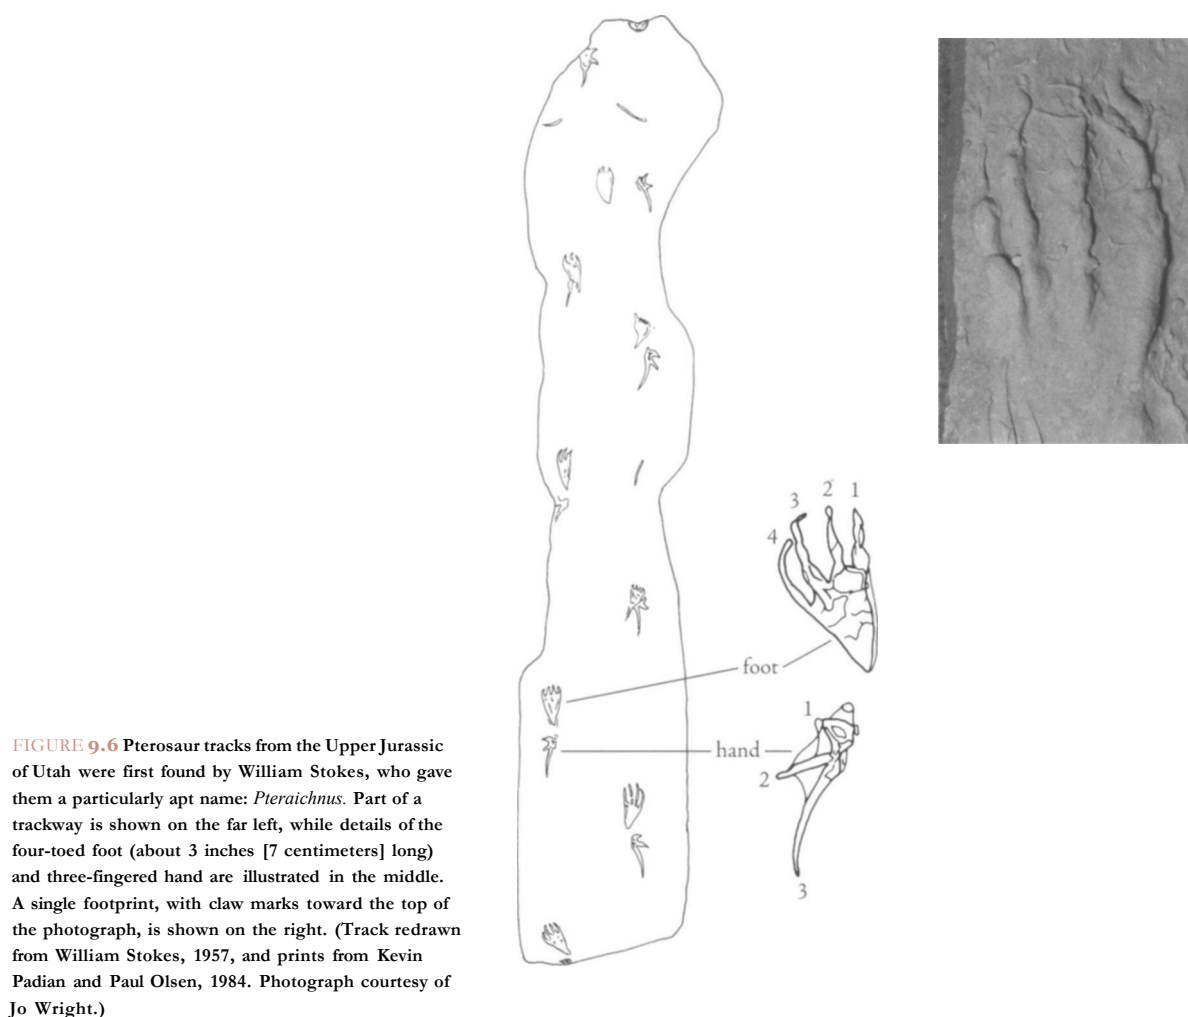 3
2
1
4
foot
1
hand
2
3
FIGURE 9.6 Pterosaur tracks from the Upper Jurassic
of Utah were first found by William Stokes, who gave
them a particularly apt name: Pteraichnus. Part of a
trackway is shown on the far left, while details of the
four-toed foot (about 3 inches [7 centimeters] long)
and three-fingered hand are illustrated in the middle.
A single footprint, with claw marks toward the top of
the photograph, is shown on the right. (Track redrawn
from William Stokes, 1957, and prints from Kevin
Padian and Paul Olsen, 1984. Photograph courtesy of
Jo Wright.)